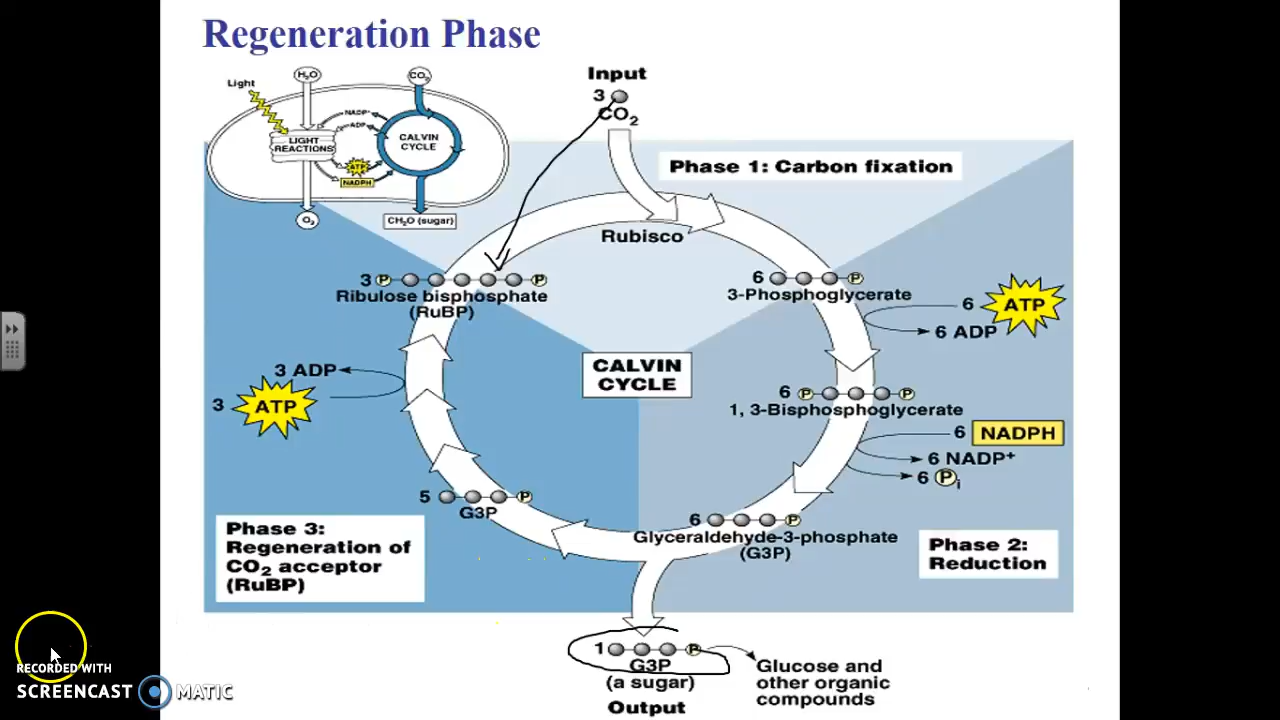 Regeneration Phase
Light
H₂O
CO₂
NADP⁺
ADP
LIGHT
REACTIONS
CALVIN
CYCLE
ATP
NADPH
O₂
CH₂O (sugar)
Input
3
CO₂
Phase 1: Carbon fixation
Rubisco
3 P P
Ribulose bisphosphate
(RuBP)
6 P
3-Phosphoglycerate
6 ATP
6 ADP
CALVIN
CYCLE
3 ADP
3 ATP
6 P P
1, 3-Bisphosphoglycerate
6 NADPH
6 NADP⁺
6 Pᵢ
5 P
G3P
6 P
Glyceraldehyde-3-phosphate
(G3P)
Phase 3:
Regeneration of
CO₂ acceptor
(RuBP)
Phase 2:
Reduction
1 P
G3P
(a sugar)
Output
Glucose and
other organic
compounds
RECORDED WITH
SCREENCAST MATIC